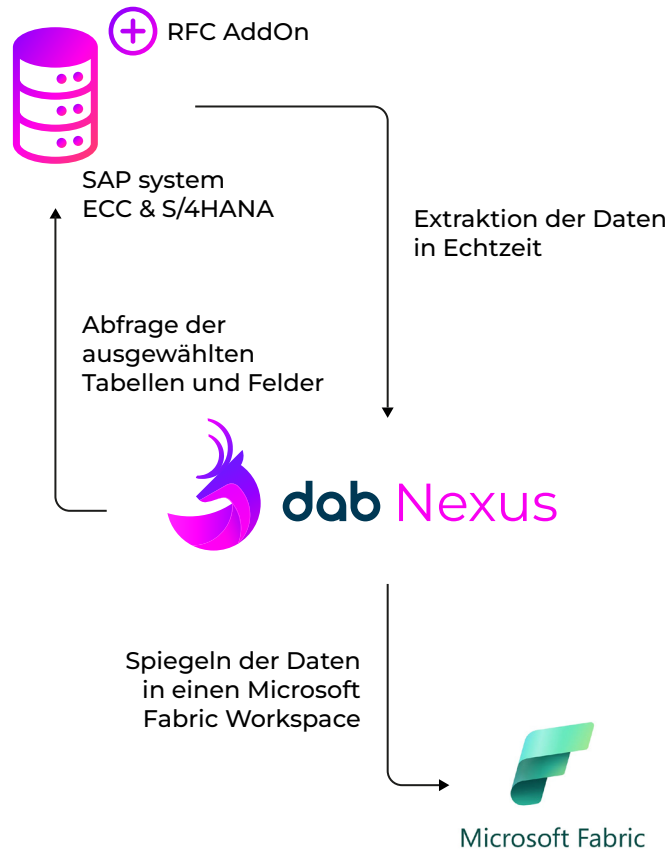 RFC AddOn
SAP system
ECC & S/4HANA
Extraktion der Daten
in Echtzeit
Abfrage der
ausgewählten
Tabellen und Felder
dab Nexus
Spiegeln der Daten
in einen Microsoft
Fabric Workspace
Microsoft Fabric